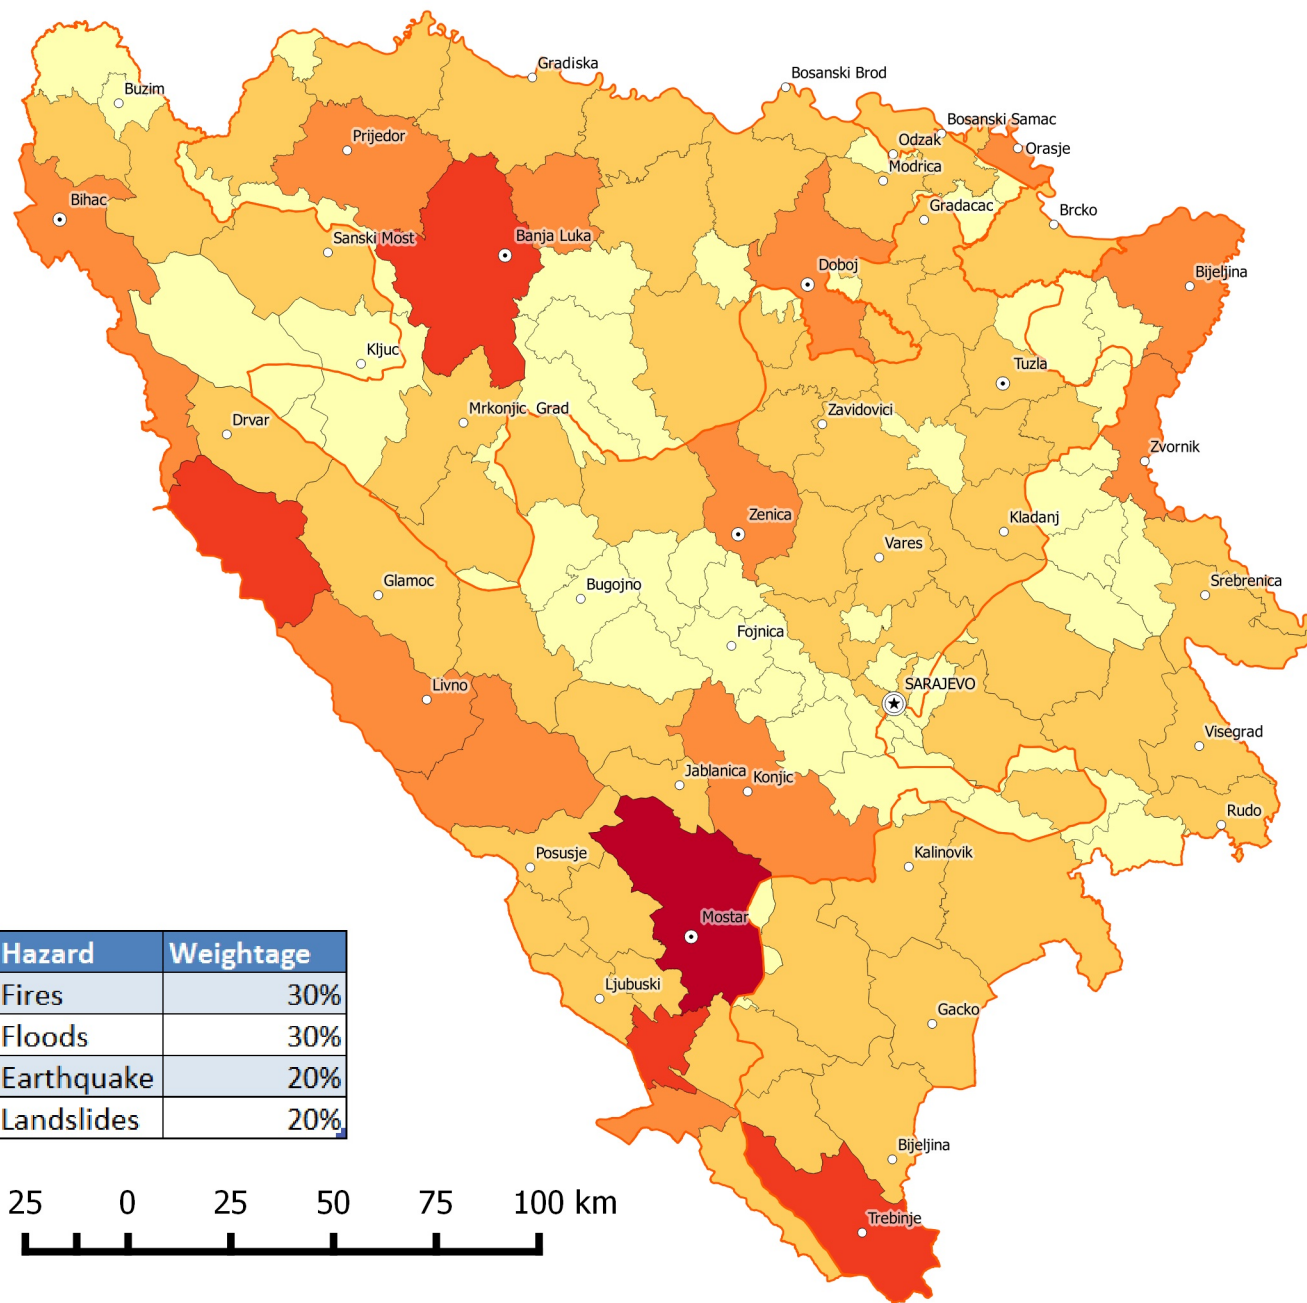 Gradiska
Bosanski Brod
Buzim
Bosanski Samac
Prijedor
Odzak
Orasje
Modrica
Bihac
Gradacac
Brcko
Sanski Most
Banja Luka
Doboj
Bijeljina
Kljuc
Tuzla
Mrkonjic Grad
Zavidovici
Drvar
Zvornik
Zenica
Kladanj
Vares
Glamoc
Bugojno
Srebrenica
Fojnica
Livno
SARAJEVO
Visegrad
Jablanica
Konjic
Rudo
Posusje
Kalinovik
Mostar
Ljubuski
Gacko
Bijeljina
Trebinje
Hazard Weightage
Fires 30%
Floods 30%
Earthquake 20%
Landslides 20%
25 0 25 50 75 100 km